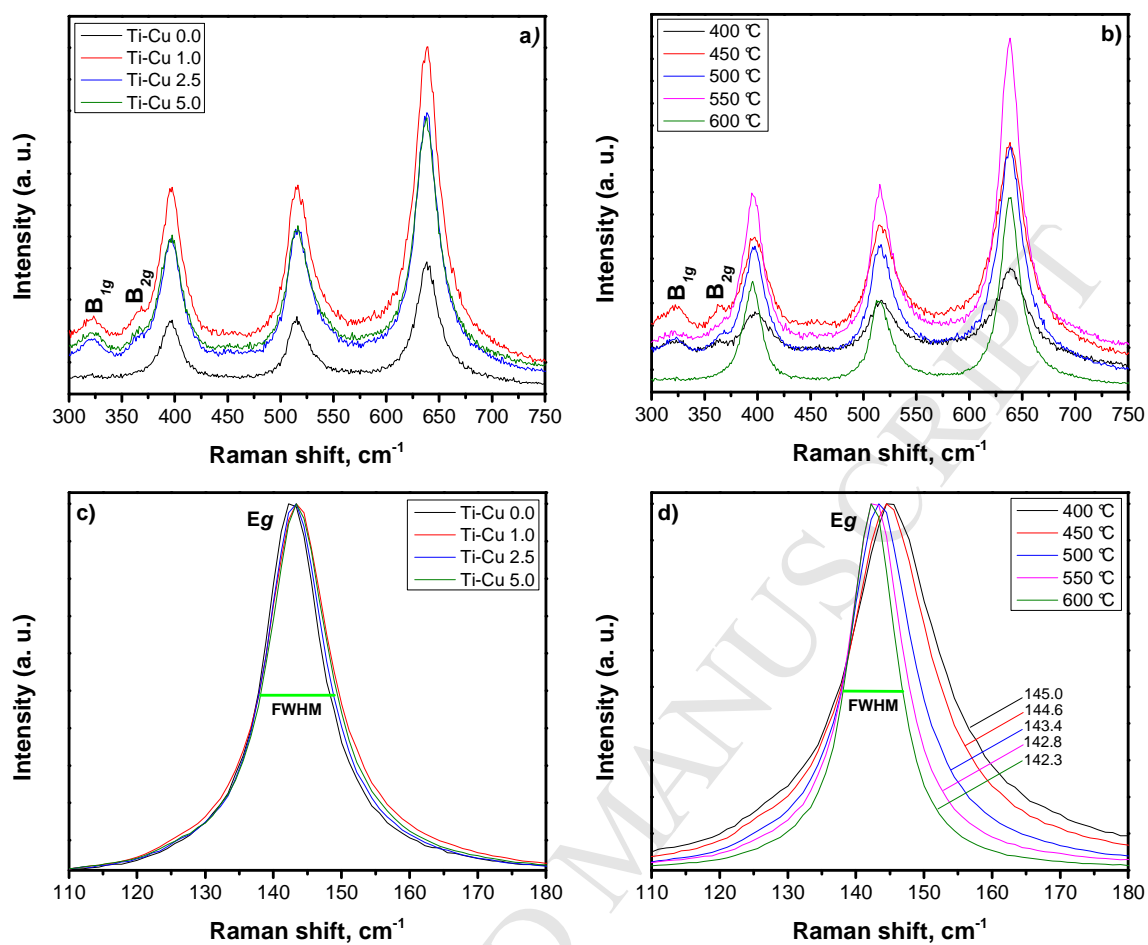 a)
Ti-Cu 0.0
Ti-Cu 1.0
Ti-Cu 2.5
Ti-Cu 5.0
B1g
B2g
Intensity (a. u.)
300 350 400 450 500 550 600 650 700 750
Raman shift, cm-1
b)
400 °C
450 °C
500 °C
550 °C
600 °C
B1g
B2g
Intensity (a. u.)
300 350 400 450 500 550 600 650 700 750
Raman shift, cm-1
c)
Eg
Ti-Cu 0.0
Ti-Cu 1.0
Ti-Cu 2.5
Ti-Cu 5.0
FWHM
Intensity (a. u.)
110 120 130 140 150 160 170 180
Raman shift, cm-1
d)
Eg
400 °C
450 °C
500 °C
550 °C
600 °C
FWHM
145.0
144.6
143.4
142.8
142.3
Intensity (a. u.)
110 120 130 140 150 160 170 180
Raman shift, cm-1
D MANUSCRIPT